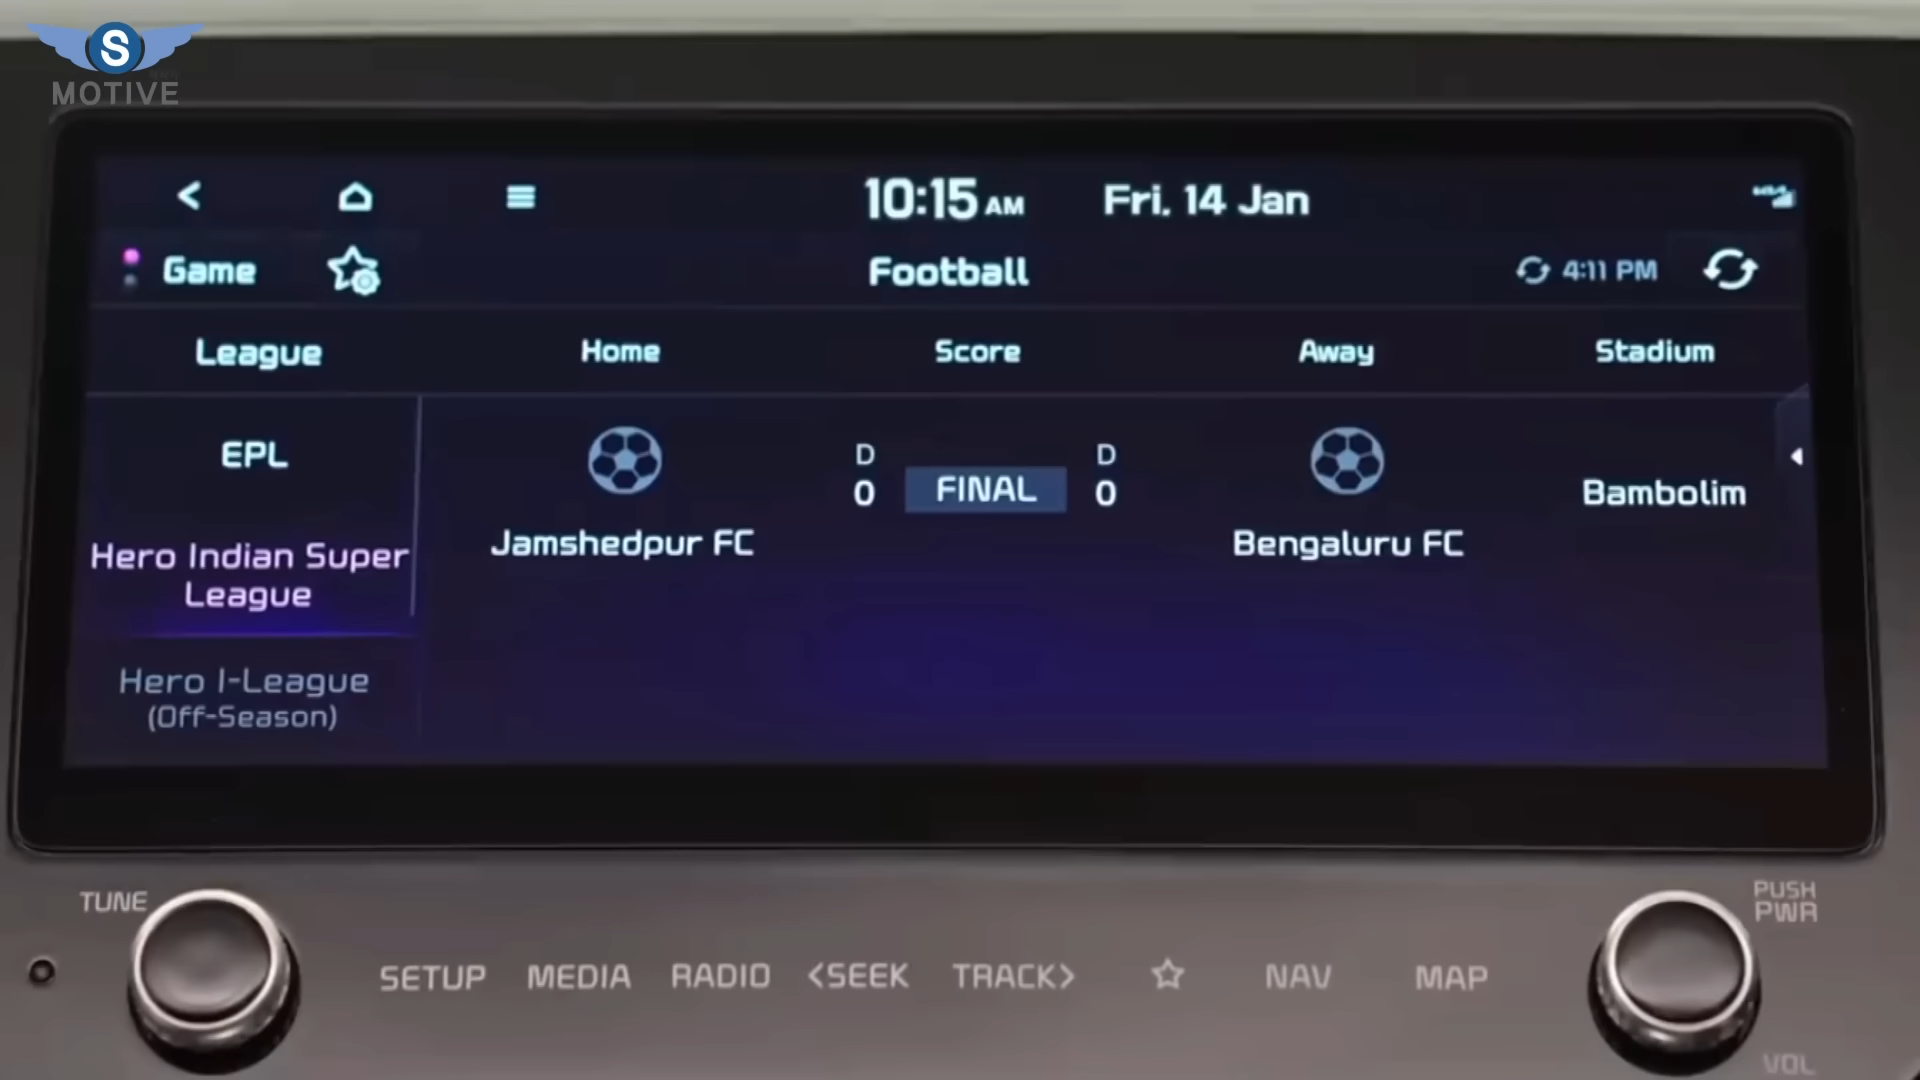 S
MOTIVE
10:15 AM
Fri. 14 Jan
Game
Football
4:11 PM
League
Home
Score
Away
Stadium
EPL
Hero Indian Super
League
Hero I-League
(Off-Season)
D
0
FINAL
D
0
Jamshedpur FC
Bengaluru FC
Bambolim
TUNE
SETUP
MEDIA
RADIO
<SEEK
TRACK>
NAV
MAP
PUSH
PWR
VOL